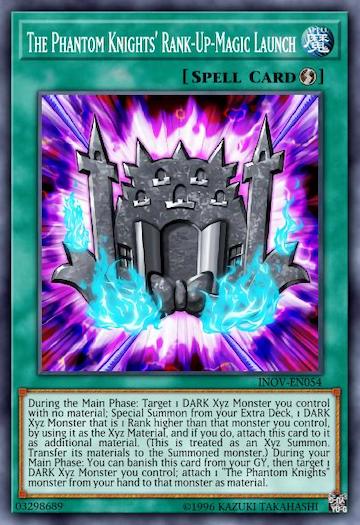 The Phantom Knights' Rank-Up-Magic Launch
[Spell Card]
INOV-EN054
During the Main Phase: Target 1 DARK Xyz Monster you
control with no material; Special Summon from your Extra Deck, 1 DARK
Xyz Monster that is 1 Rank higher than that monster you control,
by using it as the Xyz Material, and if you do, attach this card to it
as additional material. (This is treated as an Xyz Summon.
Transfer its materials to the Summoned monster.) During your
Main Phase: You can banish this card from your GY, then target 1
DARK Xyz Monster you control; attach 1 "The Phantom Knights"
monster from your hand to that monster as material.
03298689
©1996 KAZUKI TAKAHASHI